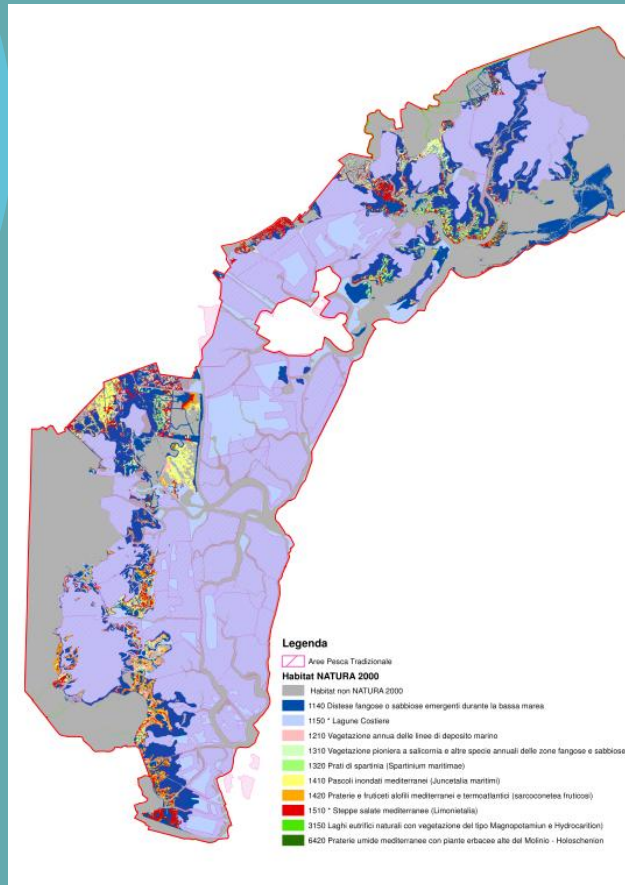 Legenda
Aree Pesca Tradizionale
Habitat NATURA 2000
Habitat non NATURA 2000
1140 Distese fangose o sabbiose emergenti durante la bassa marea
1150 * Lagune Costiere
1210 Vegetazione annua delle linee di deposito marino
1310 Vegetazione pioniera a salicornia e altre specie annuali delle zone fangose e sabbiose
1320 Prati di spartinia (Spartinium maritimae)
1410 Pascoli inondati mediterranei (Juncetalia maritimi)
1420 Praterie e fruticeti alofili mediterranei e termoatlantici (sarcoconetea fruticosi)
1510 * Steppe salate mediterranee (Limonietalia)
3150 Laghi eutrifici naturali con vegetazione del tipo Magnopotamiun e Hydrocarition)
6420 Praterie umide mediterranee con piante erbacee alte del Molinio - Holoschenion